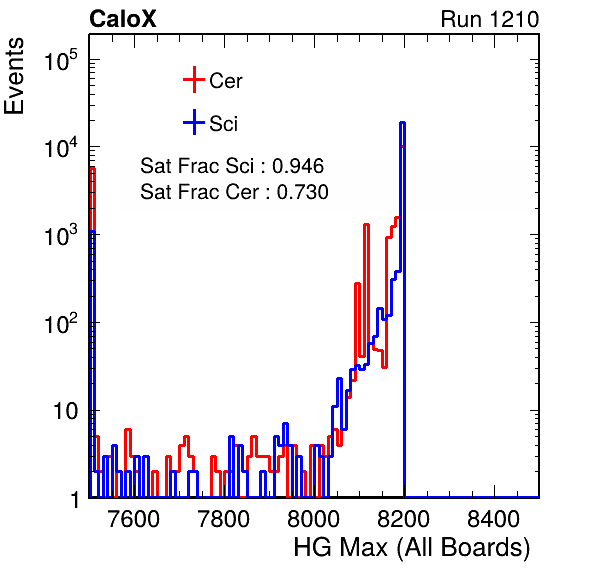 CaloX Run 1210
Events
Cer
Sci
Sat Frac Sci : 0.946
Sat Frac Cer : 0.730
10^5
10^4
10^3
10^2
10
1
7600 7800 8000 8200 8400
HG Max (All Boards)